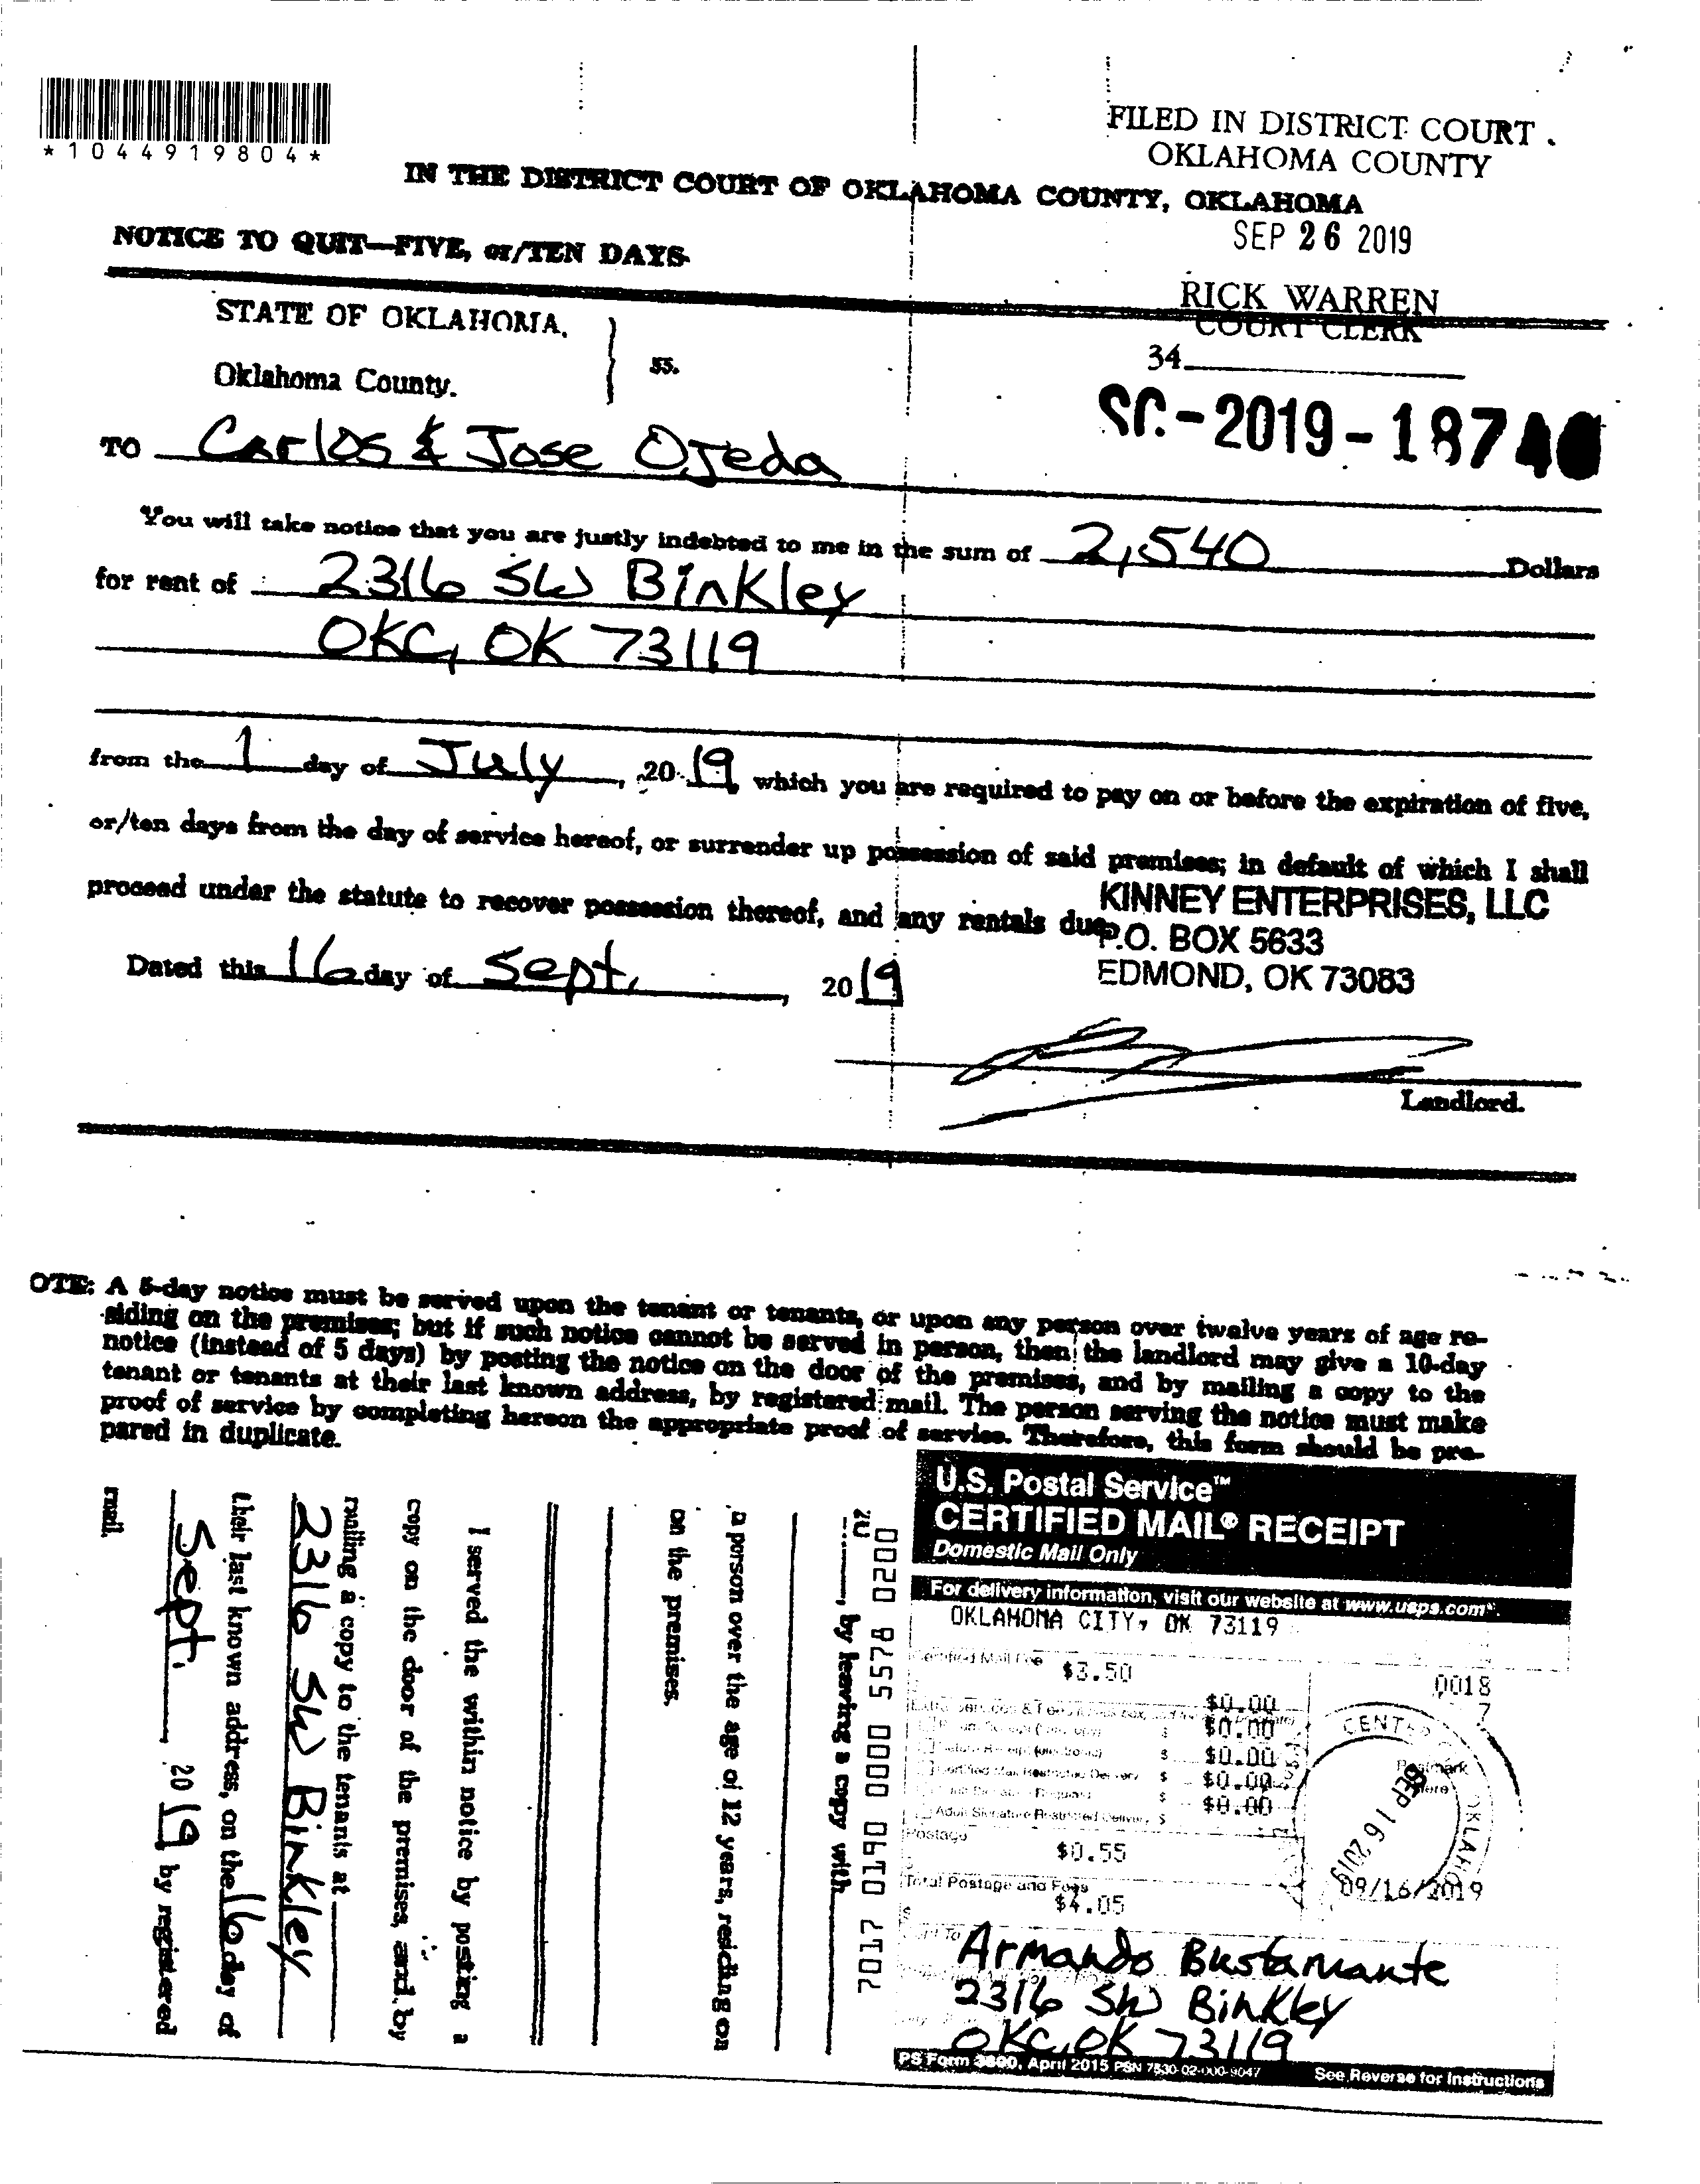 *1044919804*
FILED IN DISTRICT COURT
OKLAHOMA COUNTY
IN THE DISTRICT COURT OF OKLAHOMA COUNTY, OKLAHOMA
SEP 26 2019
NOTICE TO QUIT—FIVE, or/TEN DAYS
RICK WARREN
COURT CLERK
34
STATE OF OKLAHOMA,
Oklahoma County.
ss.
SC-2019-1874
TO Carlos & Jose Ojeda
You will take notice that you are justly indebted to me in the sum of 2,540 Dollars
for rent of 2316 SW Binkley
OKC, OK 73119
from the 1 day of July, 2019, which you are required to pay on or before the expiration of five,
or/ten days from the day of service hereof, or surrender up possession of said premises; in default of which I shall
proceed under the statute to recover possession thereof, and any rentals due.
KINNEY ENTERPRISES, LLC
P.O. BOX 5633
EDMOND, OK 73083
Dated this 16 day of Sept, 2019
Landlord.
OTE: A 5-day notice must be served upon the tenant or tenants, or upon any person over twelve years of age re-
siding on the premises; but if such notice cannot be served in person, then the landlord may give a 10-day
notice (instead of 5 days) by posting the notice on the door of the premises, and by mailing a copy to the
tenant or tenants at their last known address, by registered mail. The person serving the notice must make
proof of service by completing hereon the appropriate proof of service. Therefore, this form should be pre-
pared in duplicate.
20
, by leaving a copy with
a person over the age of 12 years, residing on
on the premises.
I served the within notice by posting a
copy on the door of the premises, and by
mailing a copy to the tenants at
2316 SW Binkley
their last known address, on the 16 day of
Sept. 2019 by registered
mail.
7017 0190 0000 5578 0200
U.S. Postal Service™
CERTIFIED MAIL® RECEIPT
Domestic Mail Only
For delivery information, visit our website at www.usps.com®.
OKLAHOMA CITY, OK 73119
Certified Mail Fee
$3.50
0018
7
$0.00
$0.00
$0.00
$0.00
$0.00
Postmark
Here
SEP 16 2019
Postage
$0.55
Total Postage and Fees
$4.05
09/16/2019
Sent To
Armando Bustamante
2316 SW Binkley
OKC, OK 73119
PS Form 3800, April 2015 PSN 7530-02-000-9047 See Reverse for Instructions